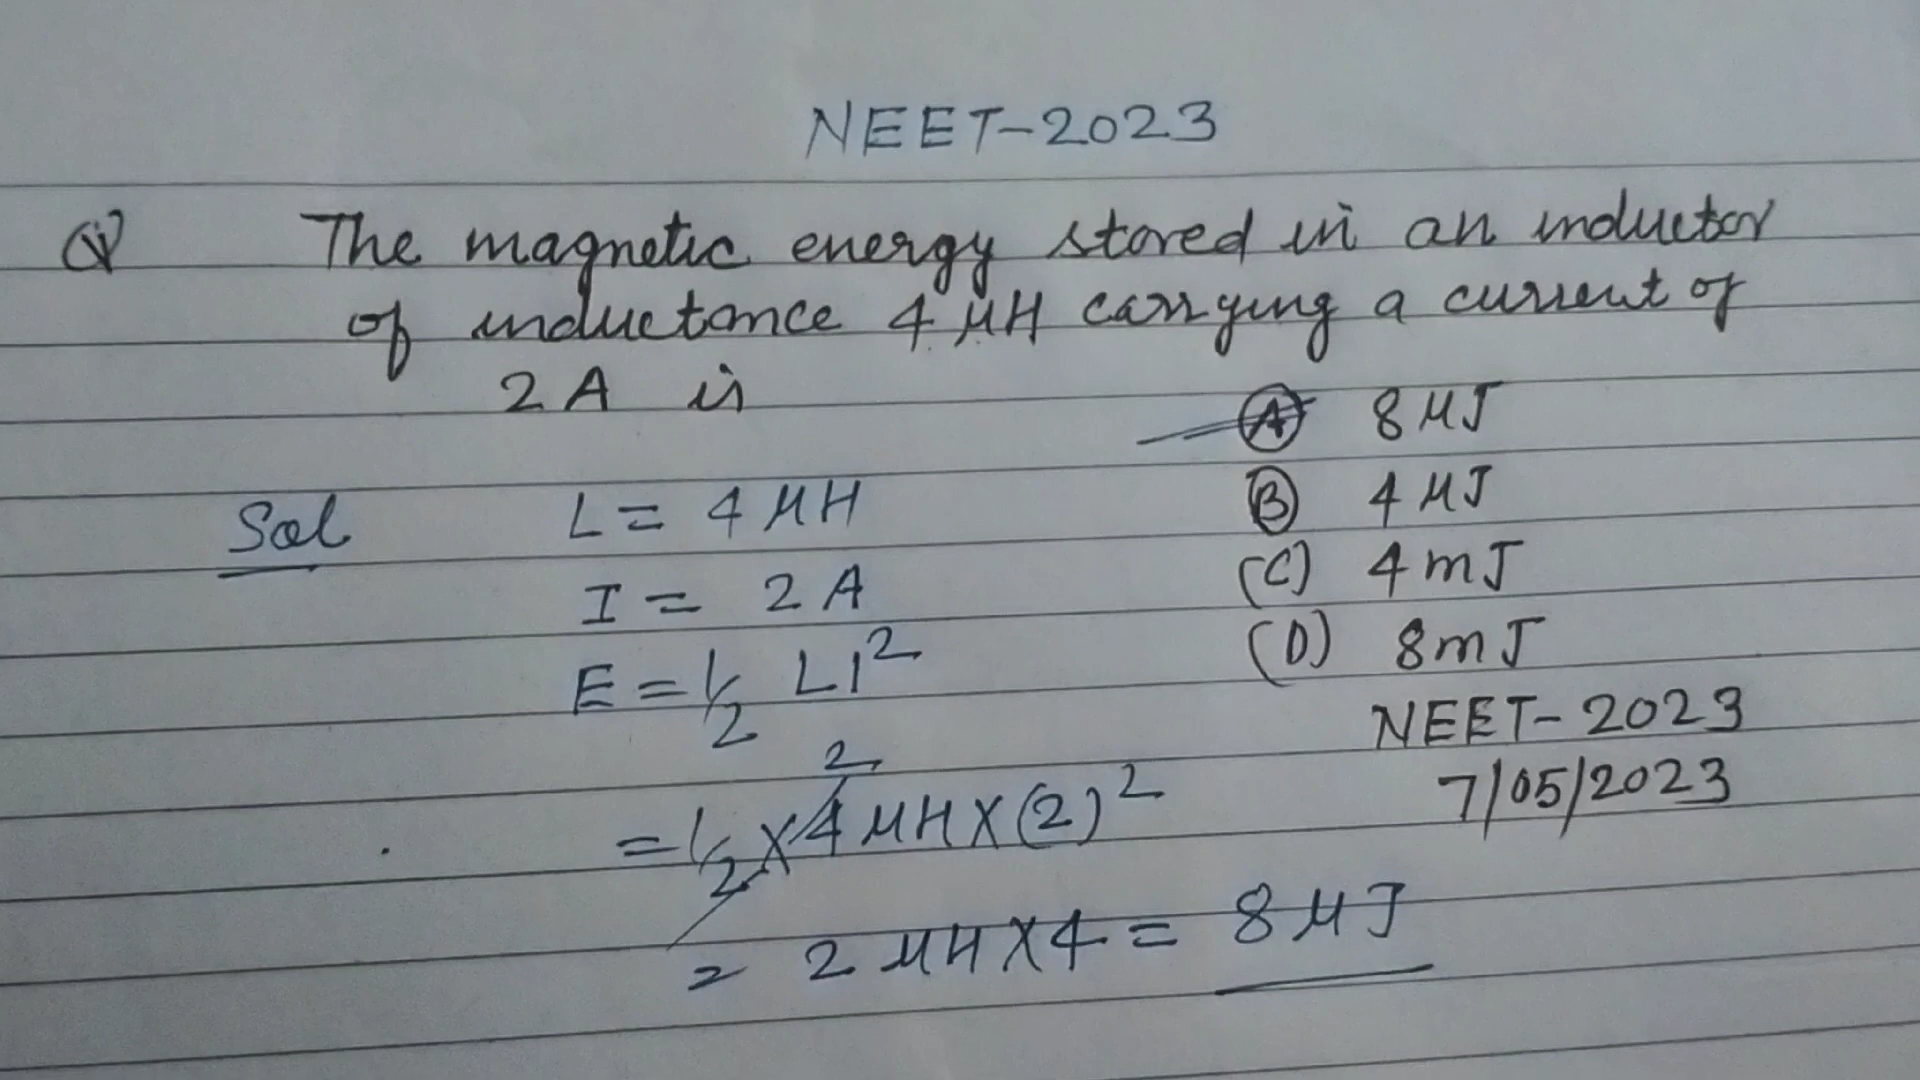 NEET-2023
Q The magnetic energy stored in an inductor
of inductance 4 μH carrying a current of
2 A is
(A) 8 μJ
(B) 4 μJ
(C) 4 mJ
(D) 8 mJ
NEET-2023
7/05/2023
Sol L = 4 μH
I = 2 A
E = 1/2 LI²
2
= 1/2 × 4 μH × (2)²
= 2 μH × 4 = 8 μJ